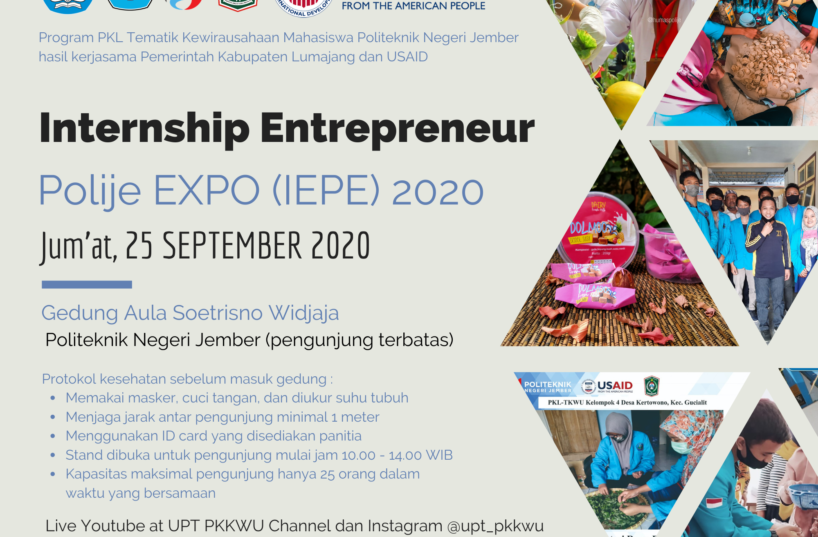 FROM THE AMERICAN PEOPLE
Program PKL Tematik Kewirausahaan Mahasiswa Politeknik Negeri Jember
hasil kerjasama Pemerintah Kabupaten Lumajang dan USAID
Internship Entrepreneur
Polije EXPO (IEPE) 2020
Jum'at, 25 SEPTEMBER 2020
Gedung Aula Soetrisno Widjaja
Politeknik Negeri Jember (pengunjung terbatas)
Protokol kesehatan sebelum masuk gedung :
• Memakai masker, cuci tangan, dan diukur suhu tubuh
• Menjaga jarak antar pengunjung minimal 1 meter
• Menggunakan ID card yang disediakan panitia
• Stand dibuka untuk pengunjung mulai jam 10.00 - 14.00 WIB
• Kapasitas maksimal pengunjung hanya 25 orang dalam
waktu yang bersamaan
Live Youtube at UPT PKKWU Channel dan Instagram @upt_pkkwu
POLITEKNIK
NEGERI JEMBER
USAID
PKL-TKWU Kelompok 4 Desa Kertowono, Kec. Gucialit